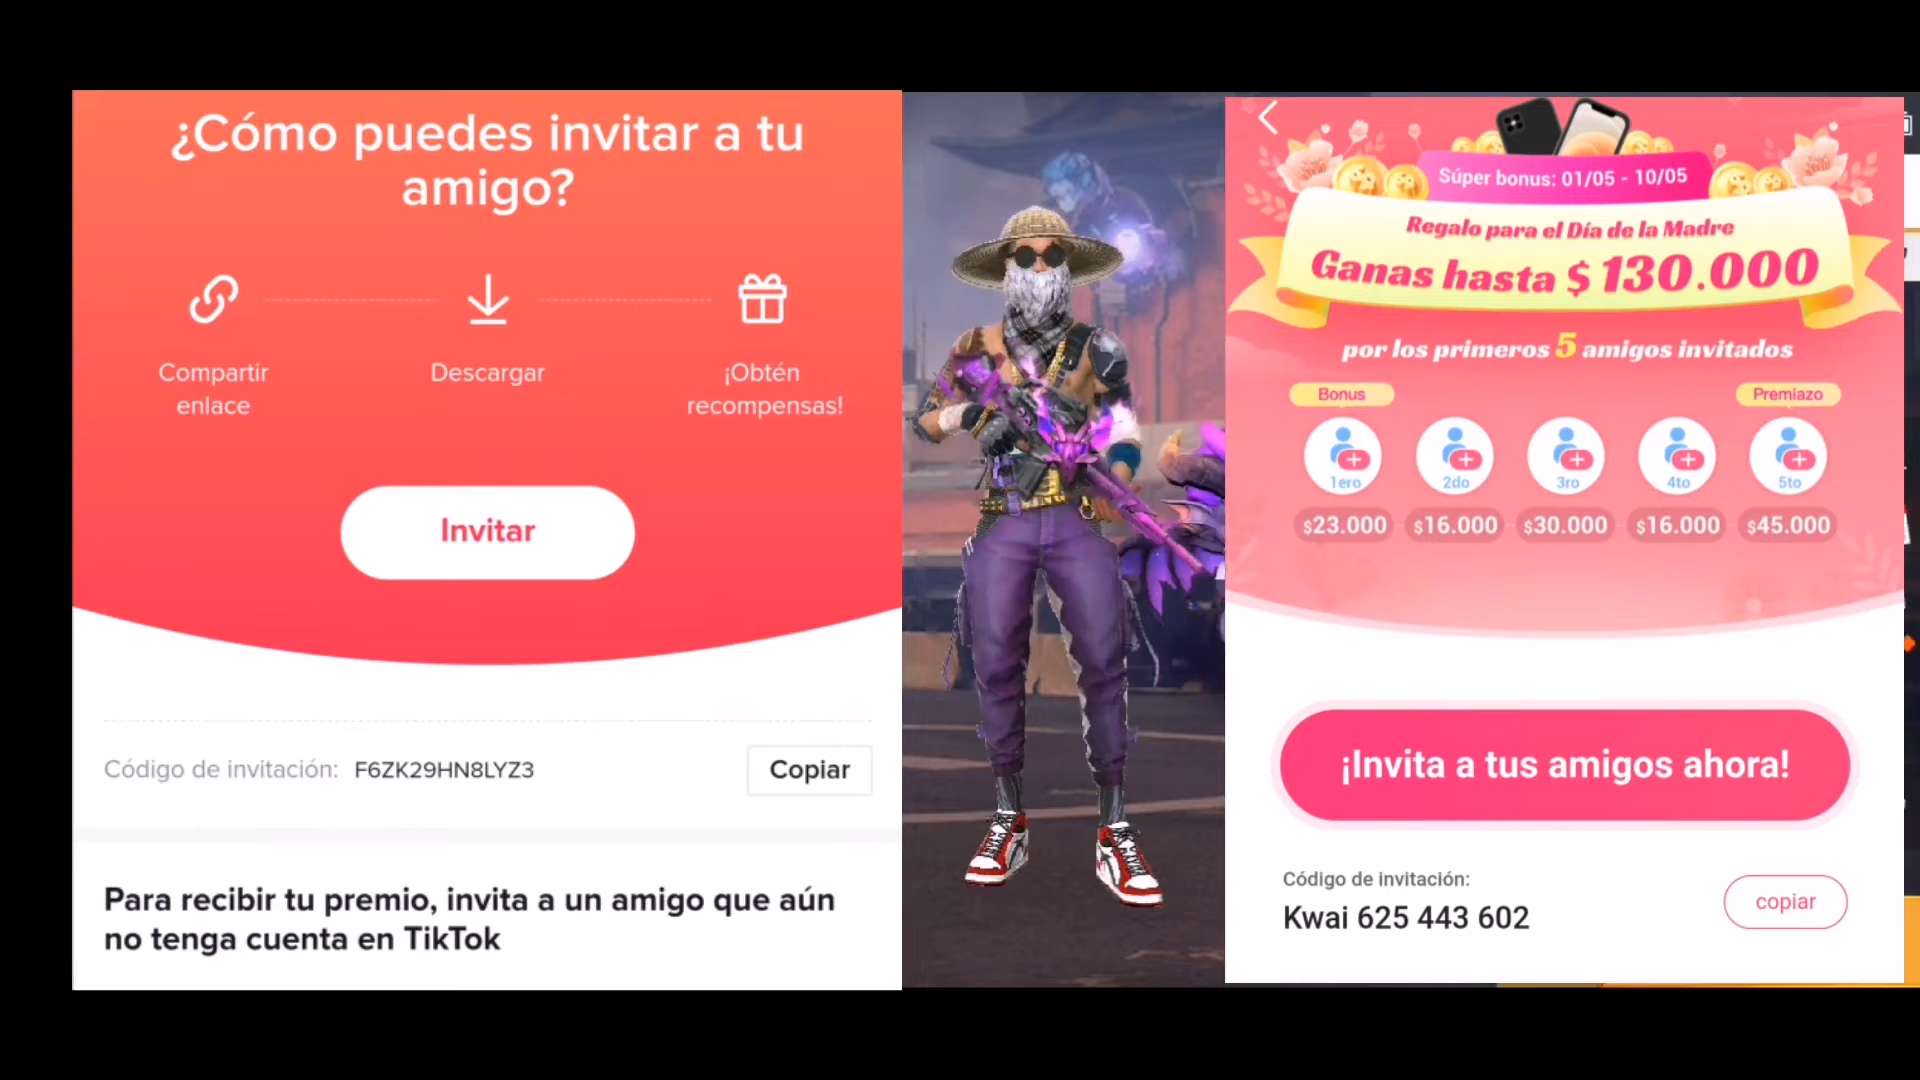 ¿Cómo puedes invitar a tu
amigo?
Compartir
enlace
Descargar
¡Obtén
recompensas!
Invitar
Código de invitación: F6ZK29HN8LYZ3
Copiar
Para recibir tu premio, invita a un amigo que aún
no tenga cuenta en TikTok
Súper bonus: 01/05 - 10/05
Regalo para el Día de la Madre
Ganas hasta $ 130.000
por los primeros 5 amigos invitados
Bonus
Premiazo
1ero
2do
3ro
4to
5to
$23.000
$16.000
$30.000
$16.000
$45.000
¡Invita a tus amigos ahora!
Código de invitación:
Kwai 625 443 602
copiar